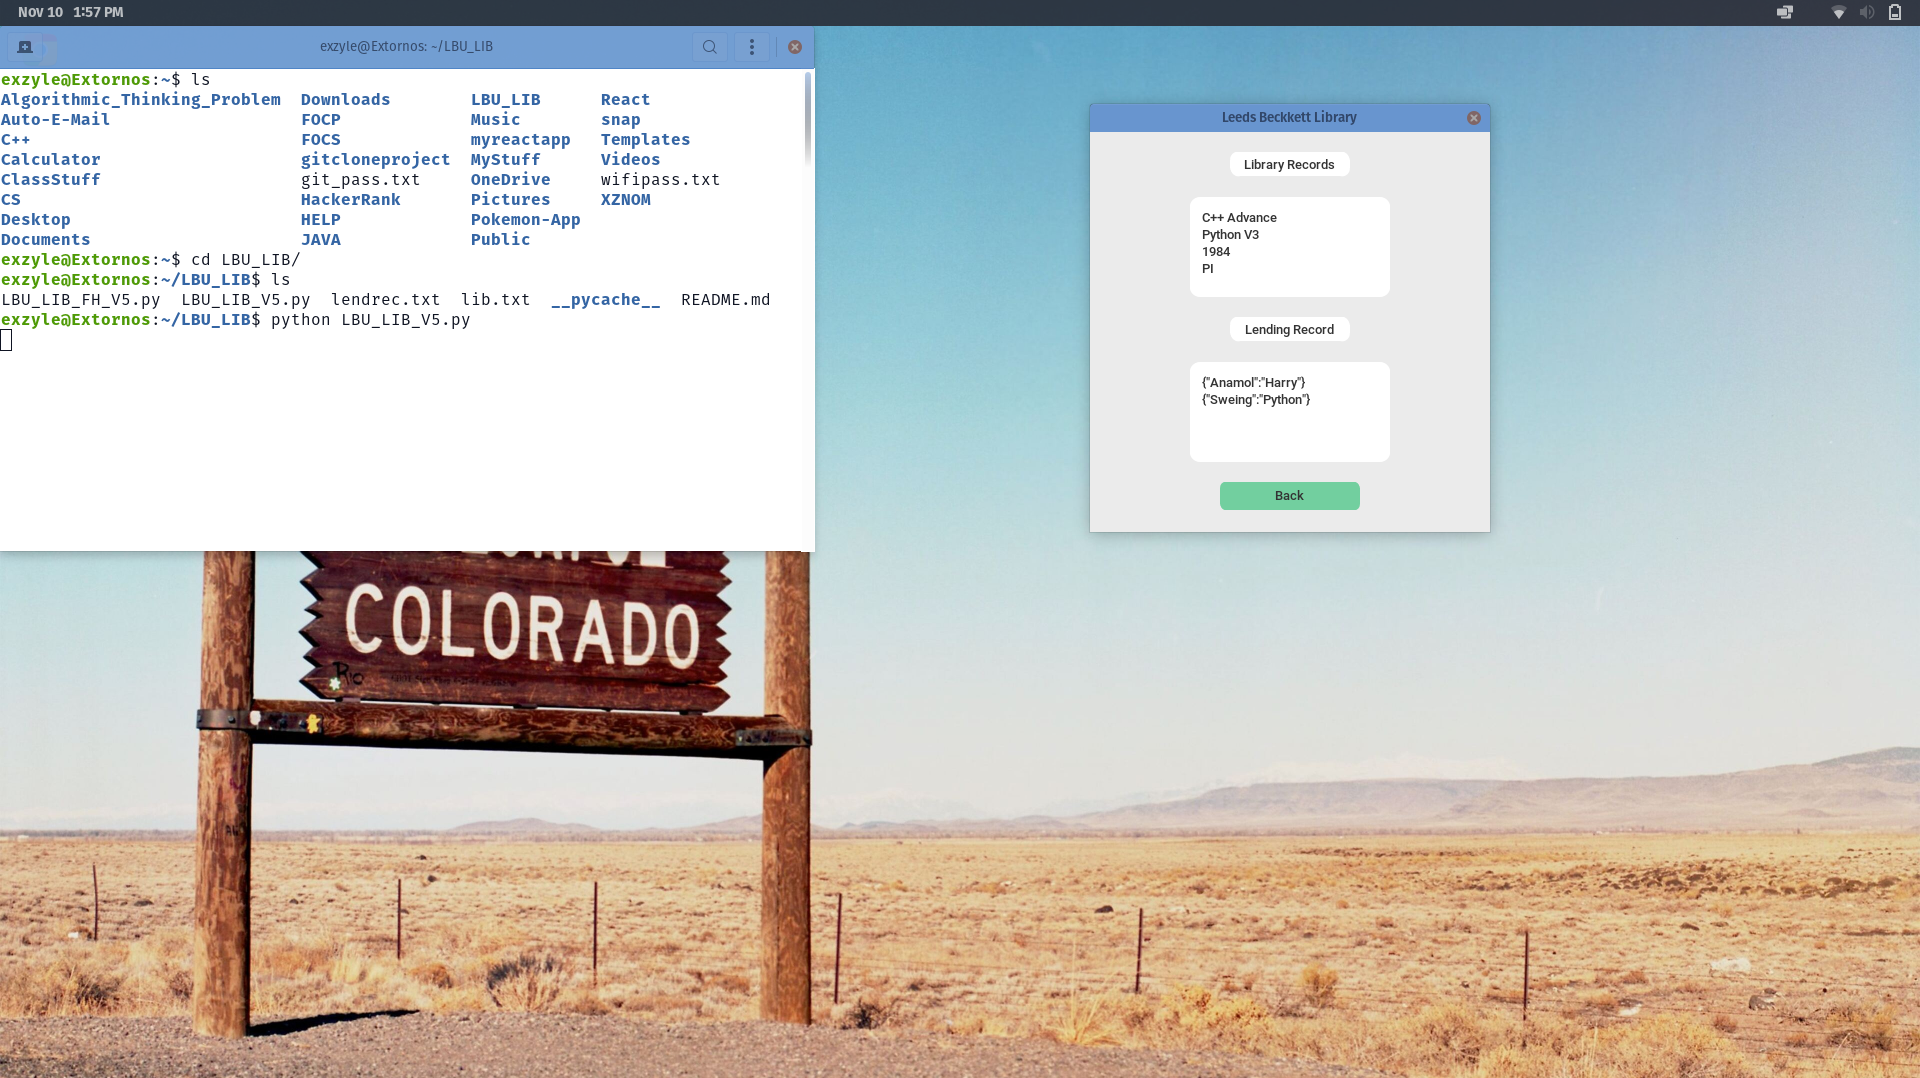 Nov 10 1:57 PM
exzyle@Extornos: ~/LBU_LIB
exzyle@Extornos:~$ ls
Algorithmic_Thinking_Problem Downloads LBU_LIB React
Auto-E-Mail FOCP Music snap
C++ FOCS myreactapp Templates
Calculator gitcloneproject MyStuff Videos
ClassStuff git_pass.txt OneDrive wifipass.txt
CS HackerRank Pictures XZNOM
Desktop HELP Pokemon-App
Documents JAVA Public
exzyle@Extornos:~$ cd LBU_LIB/
exzyle@Extornos:~/LBU_LIB$ ls
LBU_LIB_FH_V5.py LBU_LIB_V5.py lendrec.txt lib.txt __pycache__ README.md
exzyle@Extornos:~/LBU_LIB$ python LBU_LIB_V5.py
Leeds Beckkett Library
Library Records
C++ Advance
Python V3
1984
PI
Lending Record
{"Anamol":"Harry"}
{"Sweing":"Python"}
Back
COLORADO
Rio